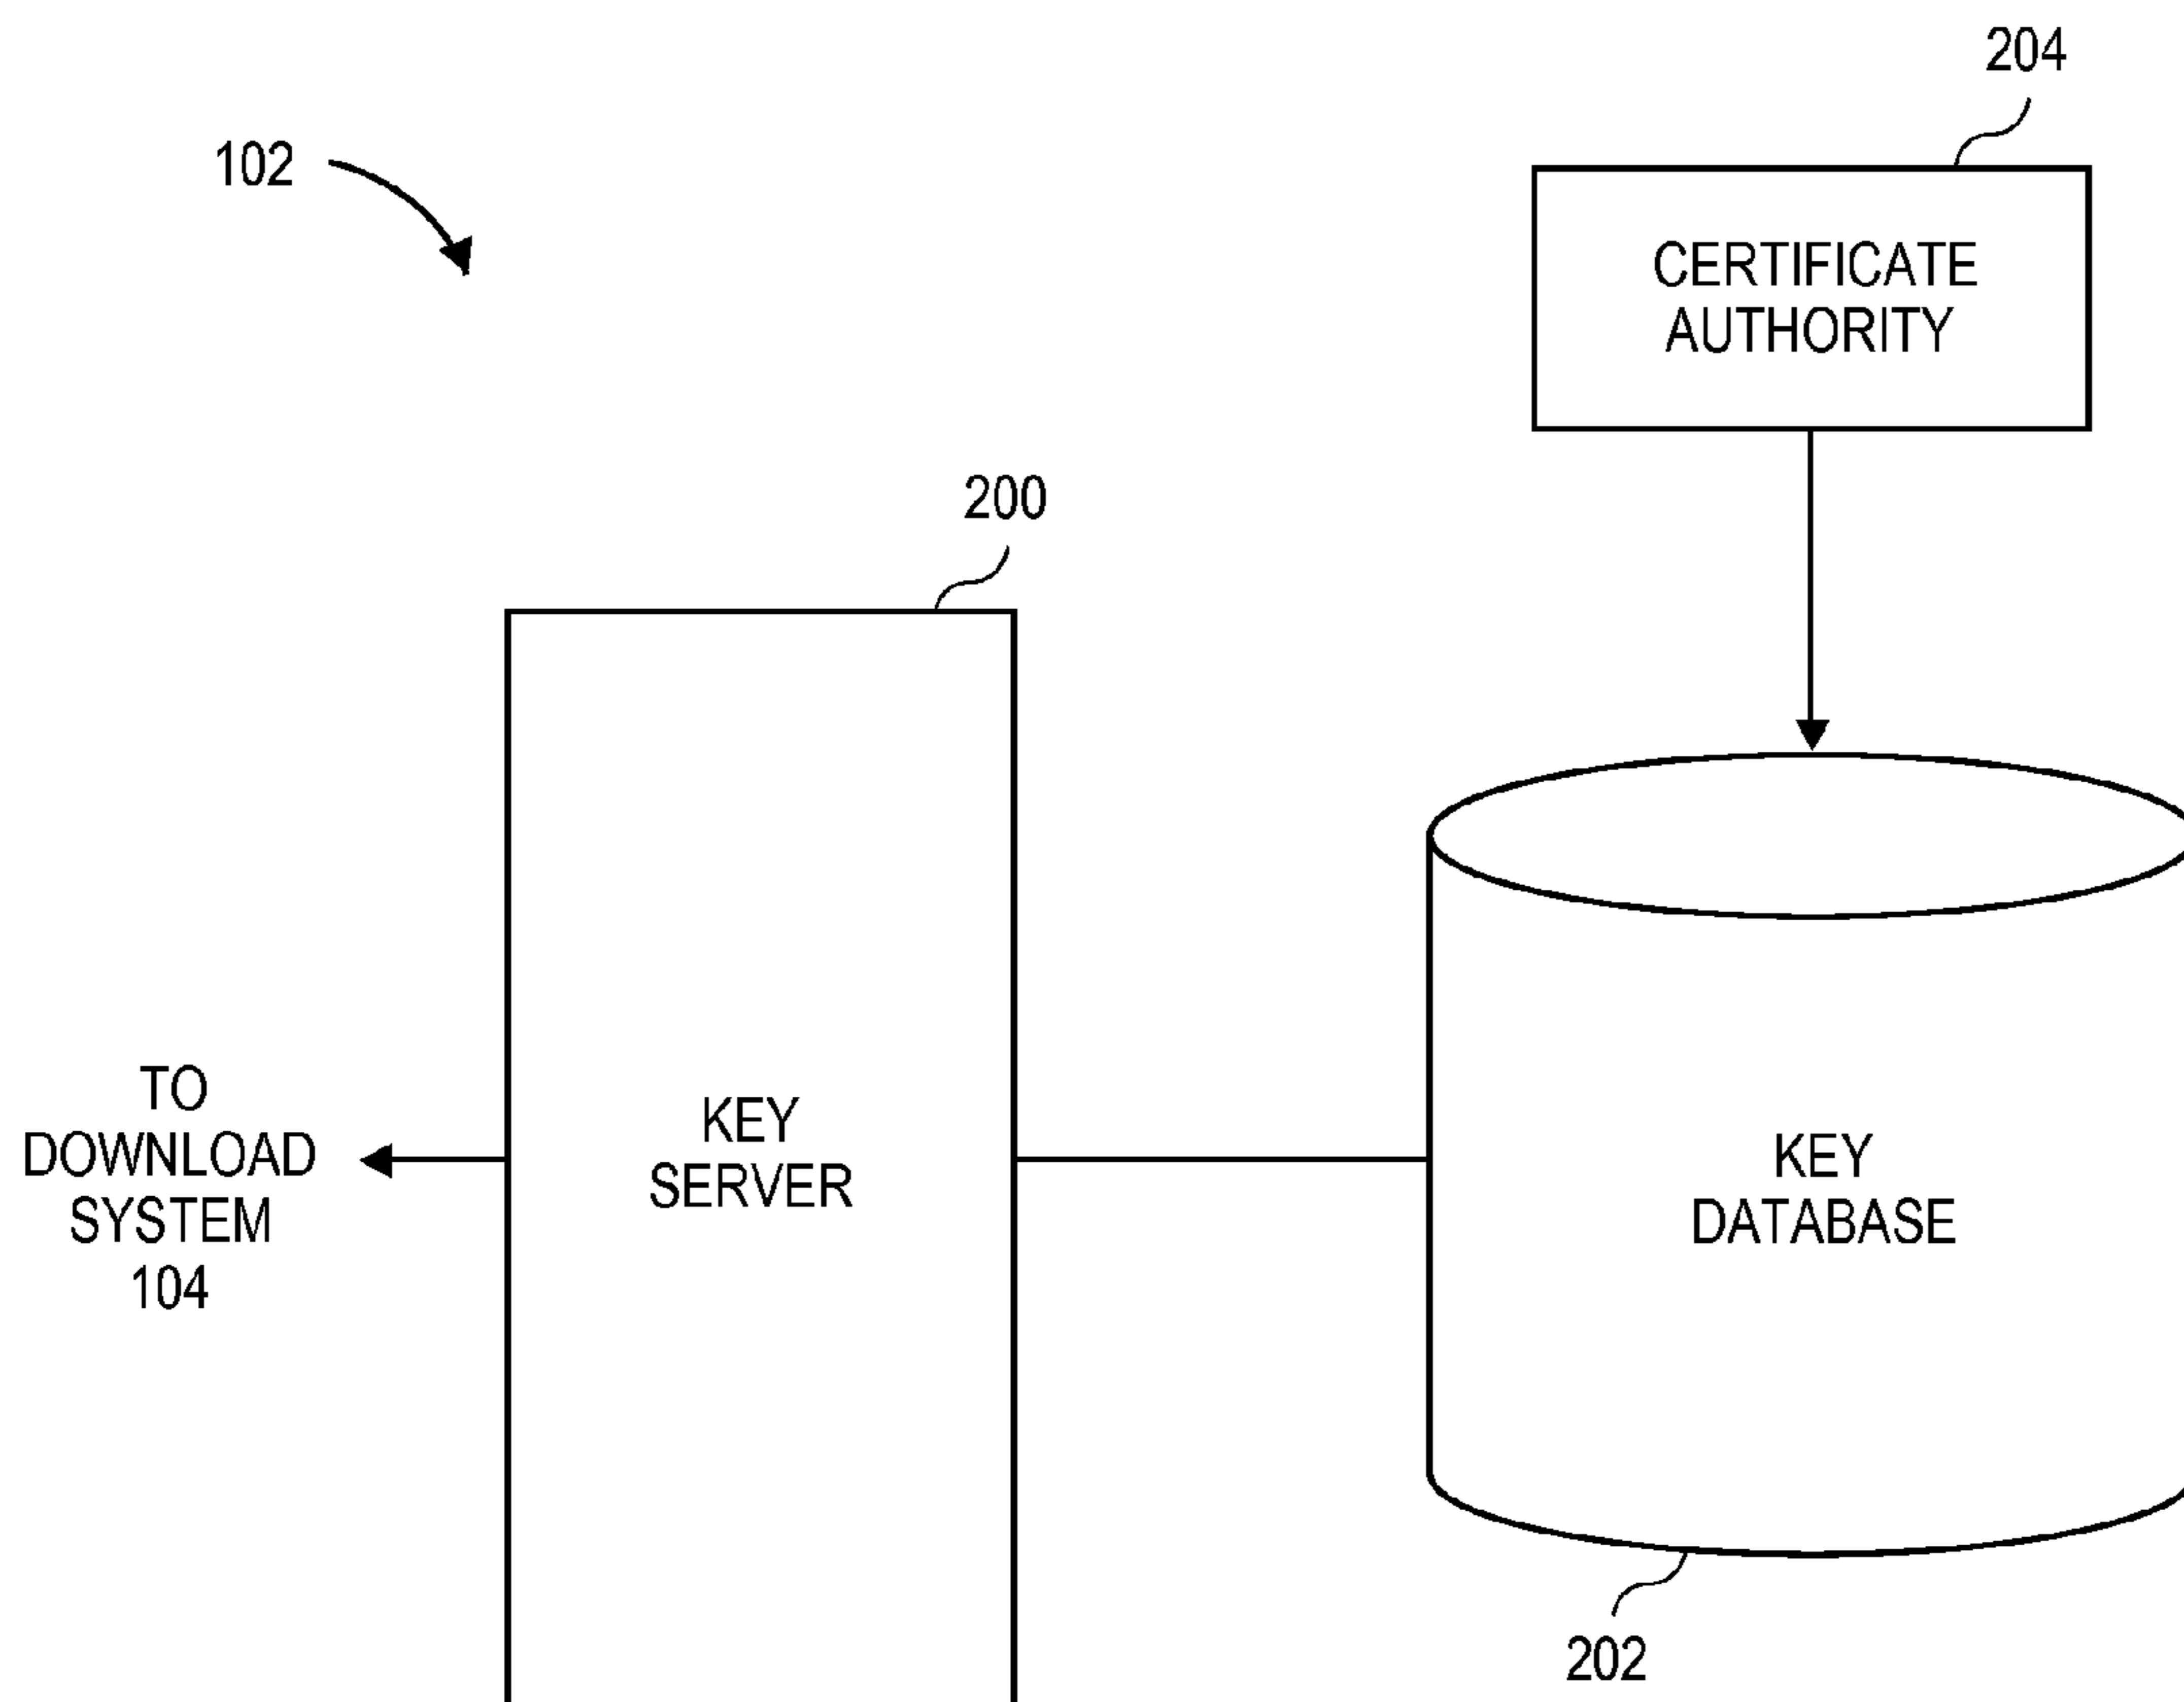 204
102
CERTIFICATE
AUTHORITY
200
TO
DOWNLOAD
SYSTEM
104
KEY
SERVER
KEY
DATABASE
202